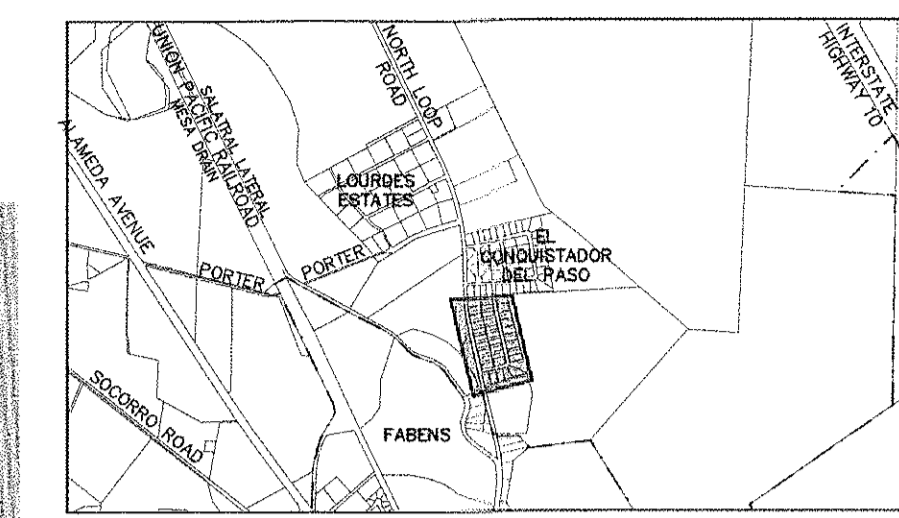 UNION PACIFIC RAILROAD
SALATRAL LATERAL
MESA DRAIN
NORTH LOOP
ROAD
INTERSTATE
HIGHWAY 10
ALAMEDA AVENUE
LOURDES
ESTATES
EL
CONQUISTADOR
DEL PASO
PORTER
PORTER
SOCORRO ROAD
FABENS